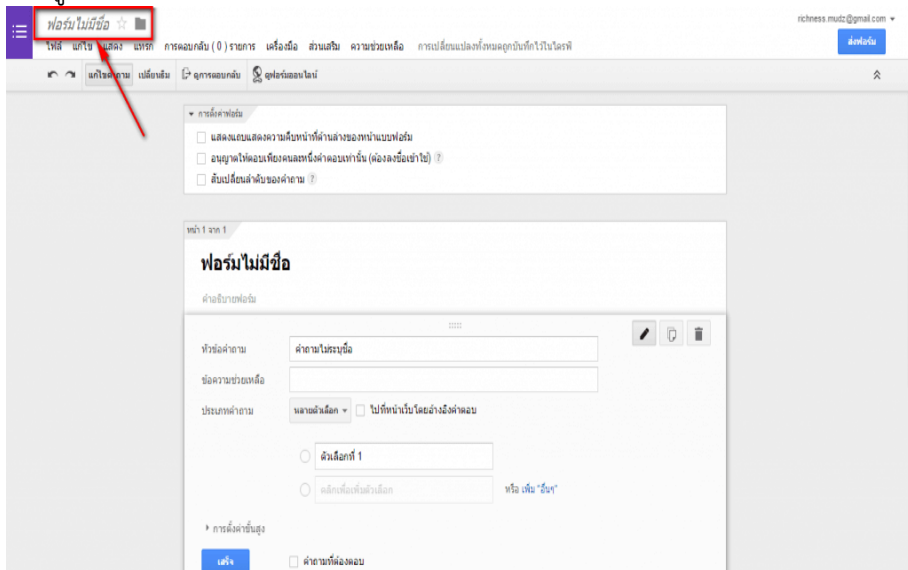 ฟอร์มไม่มีชื่อ
richness.mudz@gmail.com
ไฟล์ แก้ไข แสดง แทรก การตอบกลับ ( 0 ) รายการ เครื่องมือ ส่วนเสริม ความช่วยเหลือ การเปลี่ยนแปลงทั้งหมดถูกบันทึกไว้ในไดรฟ์
ส่งฟอร์ม
แก้ไขคำถาม เปลี่ยนธีม ดูการตอบกลับ ดูฟอร์มออนไลน์
การตั้งค่าฟอร์ม
แสดงแถบแสดงความคืบหน้าที่ด้านล่างของหน้าแบบฟอร์ม
อนุญาตให้ตอบเพียงคนละหนึ่งคำตอบเท่านั้น (ต้องลงชื่อเข้าใช้) ?
สับเปลี่ยนลำดับของคำถาม ?
หน้า 1 จาก 1
ฟอร์มไม่มีชื่อ
คำอธิบายฟอร์ม
หัวข้อคำถาม คำถามไม่ระบุชื่อ
ข้อความช่วยเหลือ
ประเภทคำถาม หลายตัวเลือก ไปที่หน้าเว็บโดยอ้างอิงคำตอบ
ตัวเลือกที่ 1
คลิกเพื่อเพิ่มตัวเลือก หรือ เพิ่ม "อื่นๆ"
การตั้งค่าขั้นสูง
เสร็จ คำถามที่ต้องตอบ